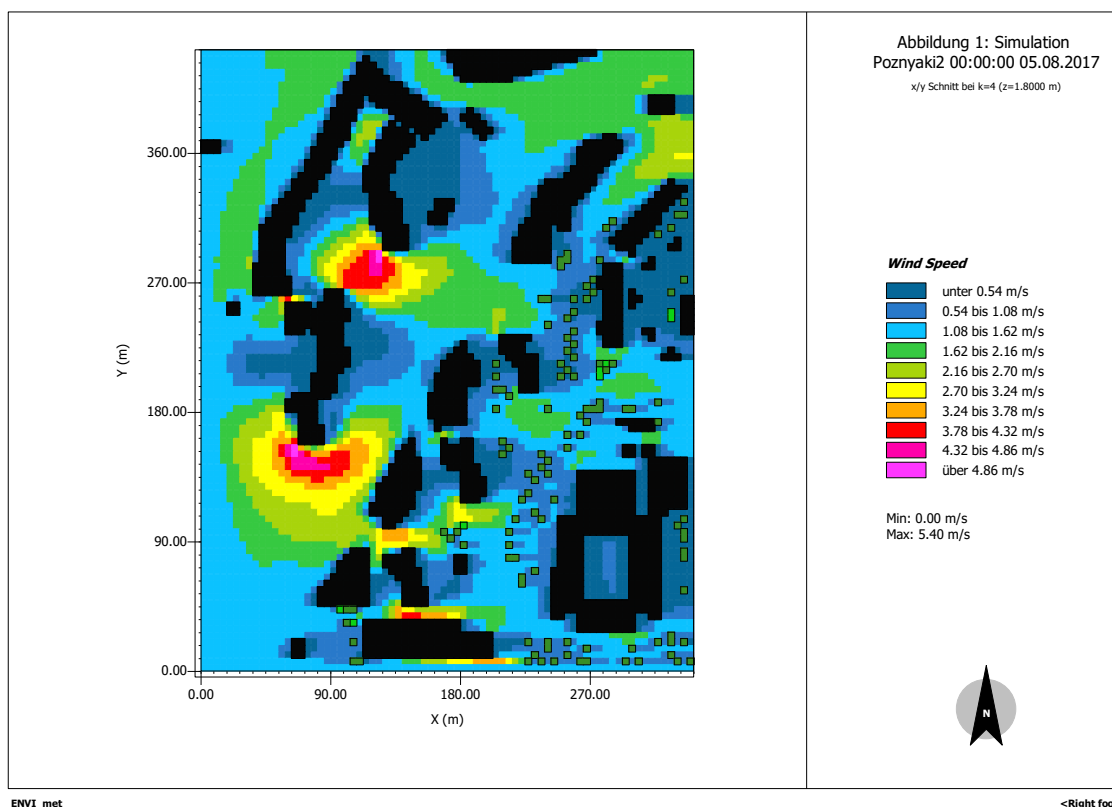 Abbildung 1: Simulation
Poznyaki2 00:00:00 05.08.2017
x/y Schnitt bei k=4 (z=1.8000 m)
360.00
270.00
180.00
90.00
0.00
Y (m)
0.00 90.00 180.00 270.00
X (m)
Wind Speed
unter 0.54 m/s
0.54 bis 1.08 m/s
1.08 bis 1.62 m/s
1.62 bis 2.16 m/s
2.16 bis 2.70 m/s
2.70 bis 3.24 m/s
3.24 bis 3.78 m/s
3.78 bis 4.32 m/s
4.32 bis 4.86 m/s
über 4.86 m/s
Min: 0.00 m/s
Max: 5.40 m/s
N
ENVI_met
<Right foo